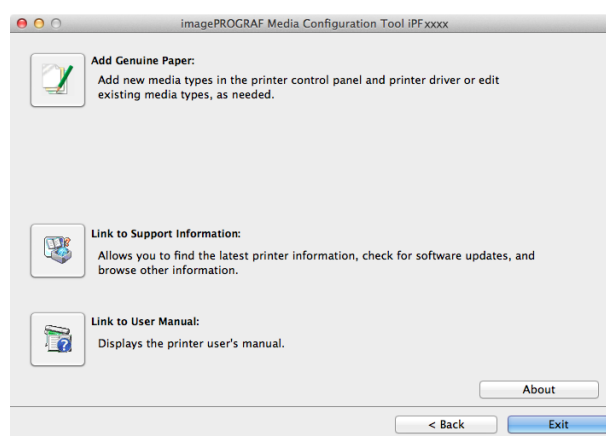 imagePROGRAF Media Configuration Tool iPFxxxx
Add Genuine Paper:
Add new media types in the printer control panel and printer driver or edit
existing media types, as needed.
Link to Support Information:
Allows you to find the latest printer information, check for software updates, and
browse other information.
Link to User Manual:
Displays the printer user's manual.
About
< Back
Exit